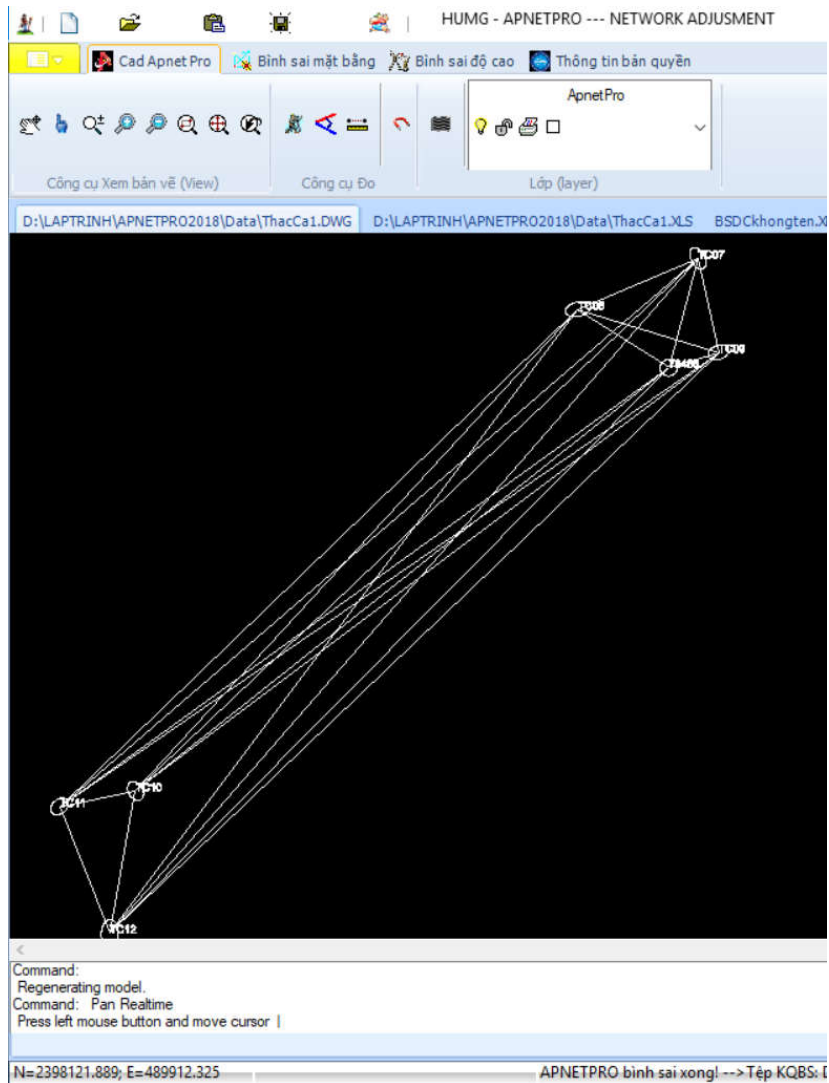 HUMG - APNETPRO --- NETWORK ADJUSMENT
Cad Apnet Pro Bình sai mặt bằng Bình sai độ cao Thông tin bản quyền
ApnetPro
Công cụ Xem bản vẽ (View) Công cụ Đo Lớp (layer)
D:\LAPTRINH\APNETPRO2018\Data\ThacCa1.DWG D:\LAPTRINH\APNETPRO2018\Data\ThacCa1.XLS BSDCkhongten.X
TC07
TC09
TC10
TC11
TC12
Command:
Regenerating model.
Command: Pan Realtime
Press left mouse button and move cursor
N=2398121.889; E=489912.325 APNETPRO bình sai xong! -->Tệp KQBS: D